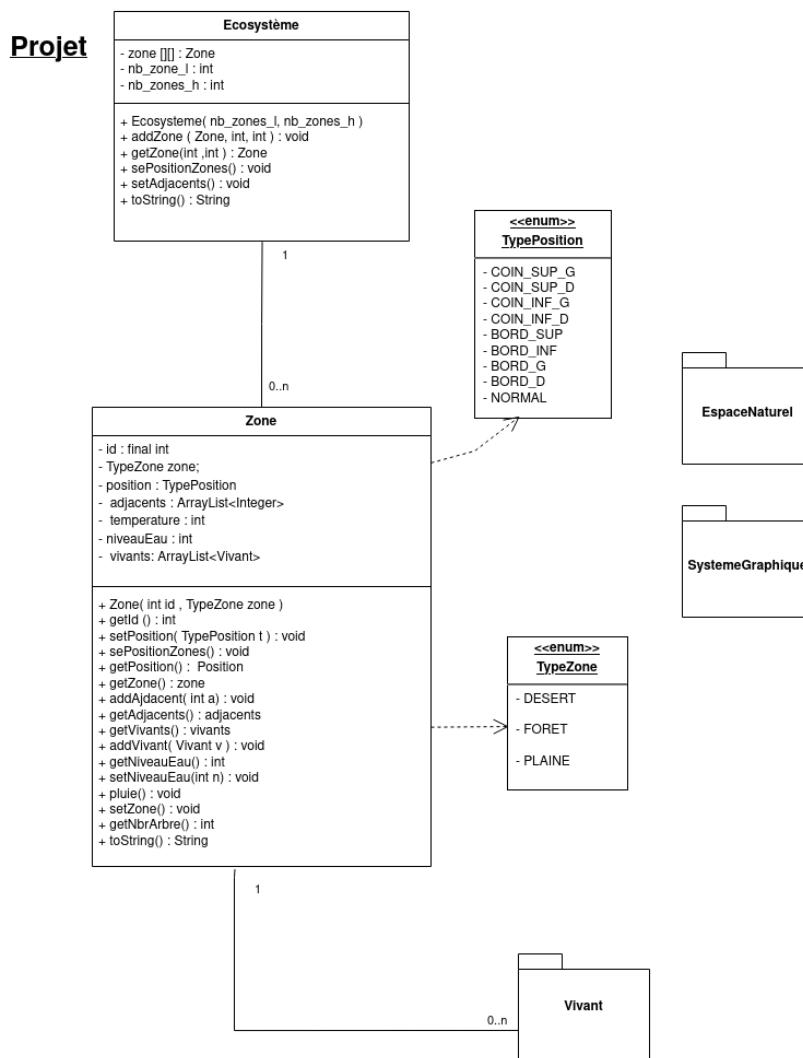 Projet
Ecosystème
- zone [][] : Zone
- nb_zone_l : int
- nb_zones_h : int
+ Ecosysteme( nb_zones_l, nb_zones_h )
+ addZone ( Zone, int, int ) : void
+ getZone(int ,int ) : Zone
+ sePositionZones() : void
+ setAdjacents() : void
+ toString() : String
1
0..n
<<enum>>
TypePosition
- COIN_SUP_G
- COIN_SUP_D
- COIN_INF_G
- COIN_INF_D
- BORD_SUP
- BORD_INF
- BORD_G
- BORD_D
- NORMAL
EspaceNaturel
SystemeGraphique
Zone
- id : final int
- TypeZone zone;
- position : TypePosition
- adjacents : ArrayList<Integer>
- temperature : int
- niveauEau : int
- vivants: ArrayList<Vivant>
+ Zone( int id , TypeZone zone )
+ getId () : int
+ setPosition( TypePosition t ) : void
+ sePositionZones() : void
+ getPosition() : Position
+ getZone() : zone
+ addAjdacent( int a) : void
+ getAdjacents() : adjacents
+ getVivants() : vivants
+ addVivant( Vivant v ) : void
+ getNiveauEau() : int
+ setNiveauEau(int n) : void
+ pluie() : void
+ setZone() : void
+ getNbrArbre() : int
+ toString() : String
<<enum>>
TypeZone
- DESERT
- FORET
- PLAINE
1
0..n
Vivant